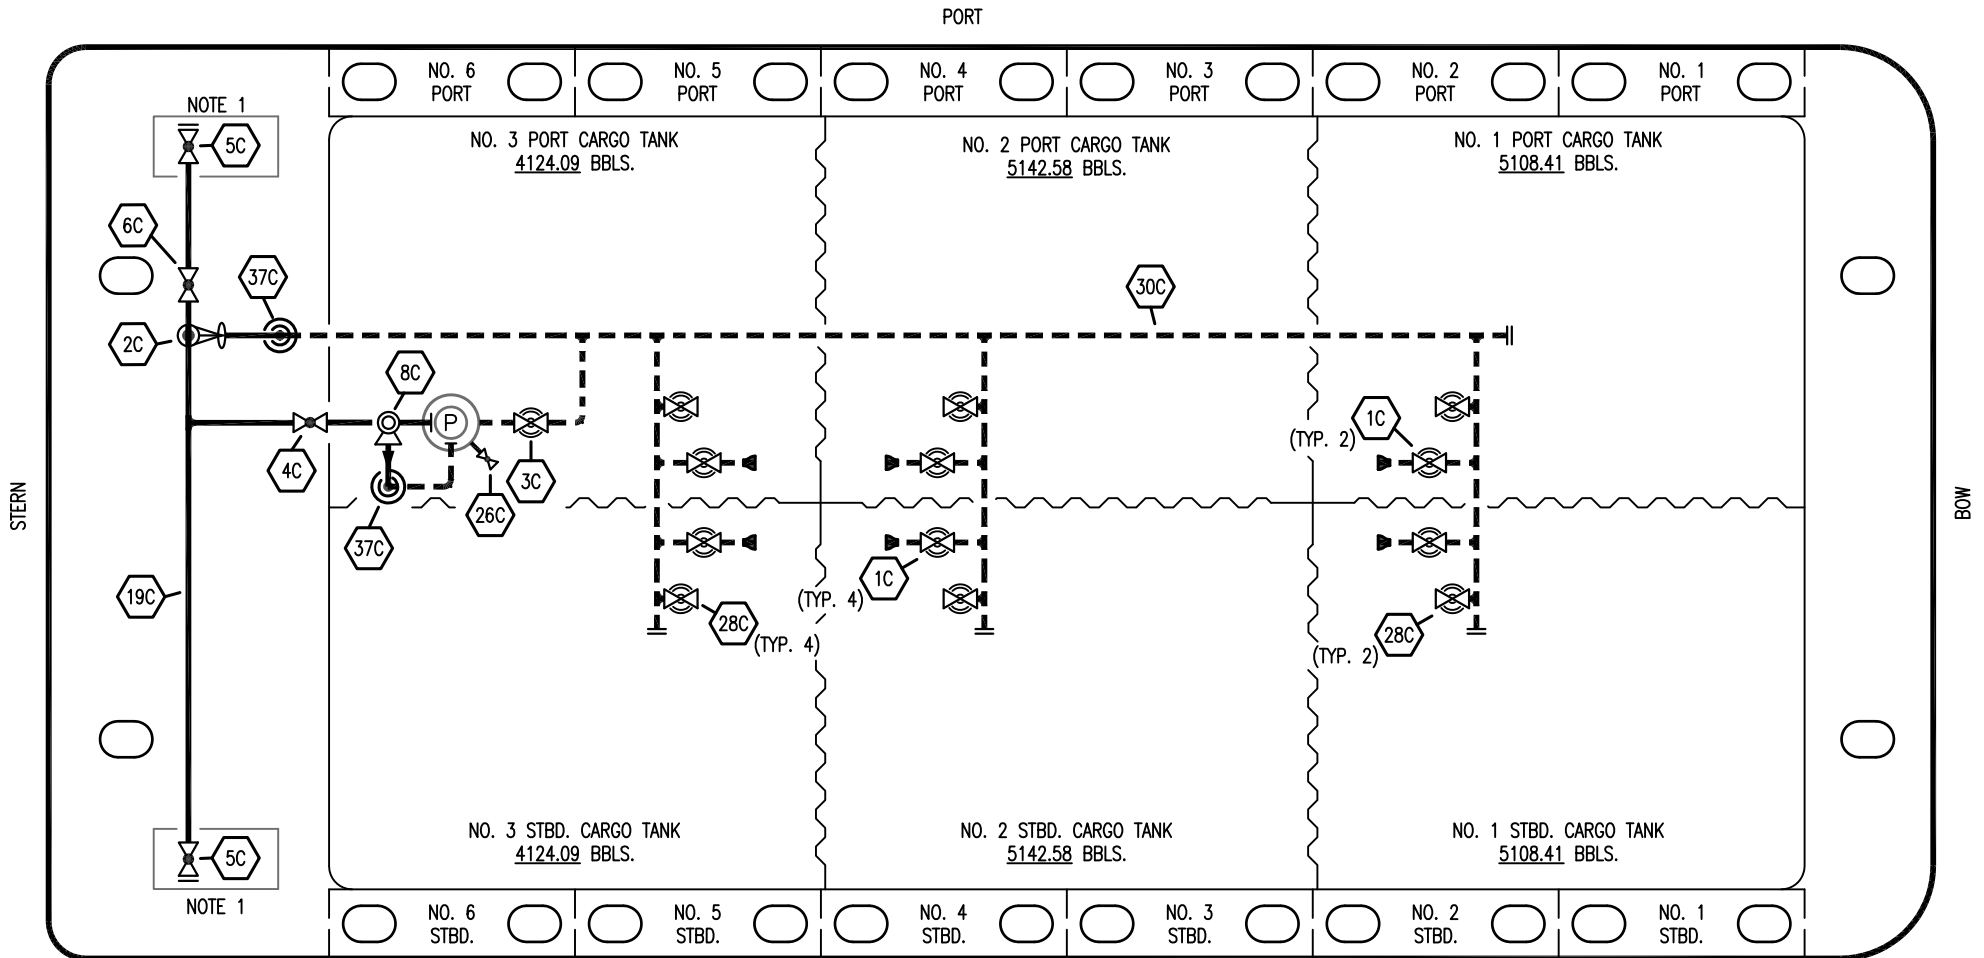 PORT
NO. 6
PORT
NO. 5
PORT
NO. 4
PORT
NO. 3
PORT
NO. 2
PORT
NO. 1
PORT
NOTE 1
5C
NO. 3 PORT CARGO TANK
4124.09 BBLS.
NO. 2 PORT CARGO TANK
5142.58 BBLS.
NO. 1 PORT CARGO TANK
5108.41 BBLS.
6C
37C
30C
2C
8C
P
1C
(TYP. 2)
4C
3C
26C
STERN
BOW
37C
19C
1C
(TYP. 4)
28C
(TYP. 4)
28C
(TYP. 2)
NO. 3 STBD. CARGO TANK
4124.09 BBLS.
NO. 2 STBD. CARGO TANK
5142.58 BBLS.
NO. 1 STBD. CARGO TANK
5108.41 BBLS.
5C
NOTE 1
NO. 6
STBD.
NO. 5
STBD.
NO. 4
STBD.
NO. 3
STBD.
NO. 2
STBD.
NO. 1
STBD.